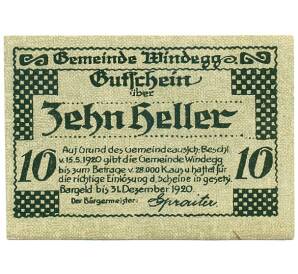 Gemeinde Windegg
Gutschein
über
Zehn Heller
10 10
Auf Grund des Gemeindeaussch: Beschl
v. 15.5.1920 gibt die Gemeinde Windegg
bis zum Betrage v. 28.000 K aus u. haftet für
die richtige Einlösung d. Scheine in gesetzl.
Bargeld bis 31. Dezember 1920.
Der Bürgermeister: